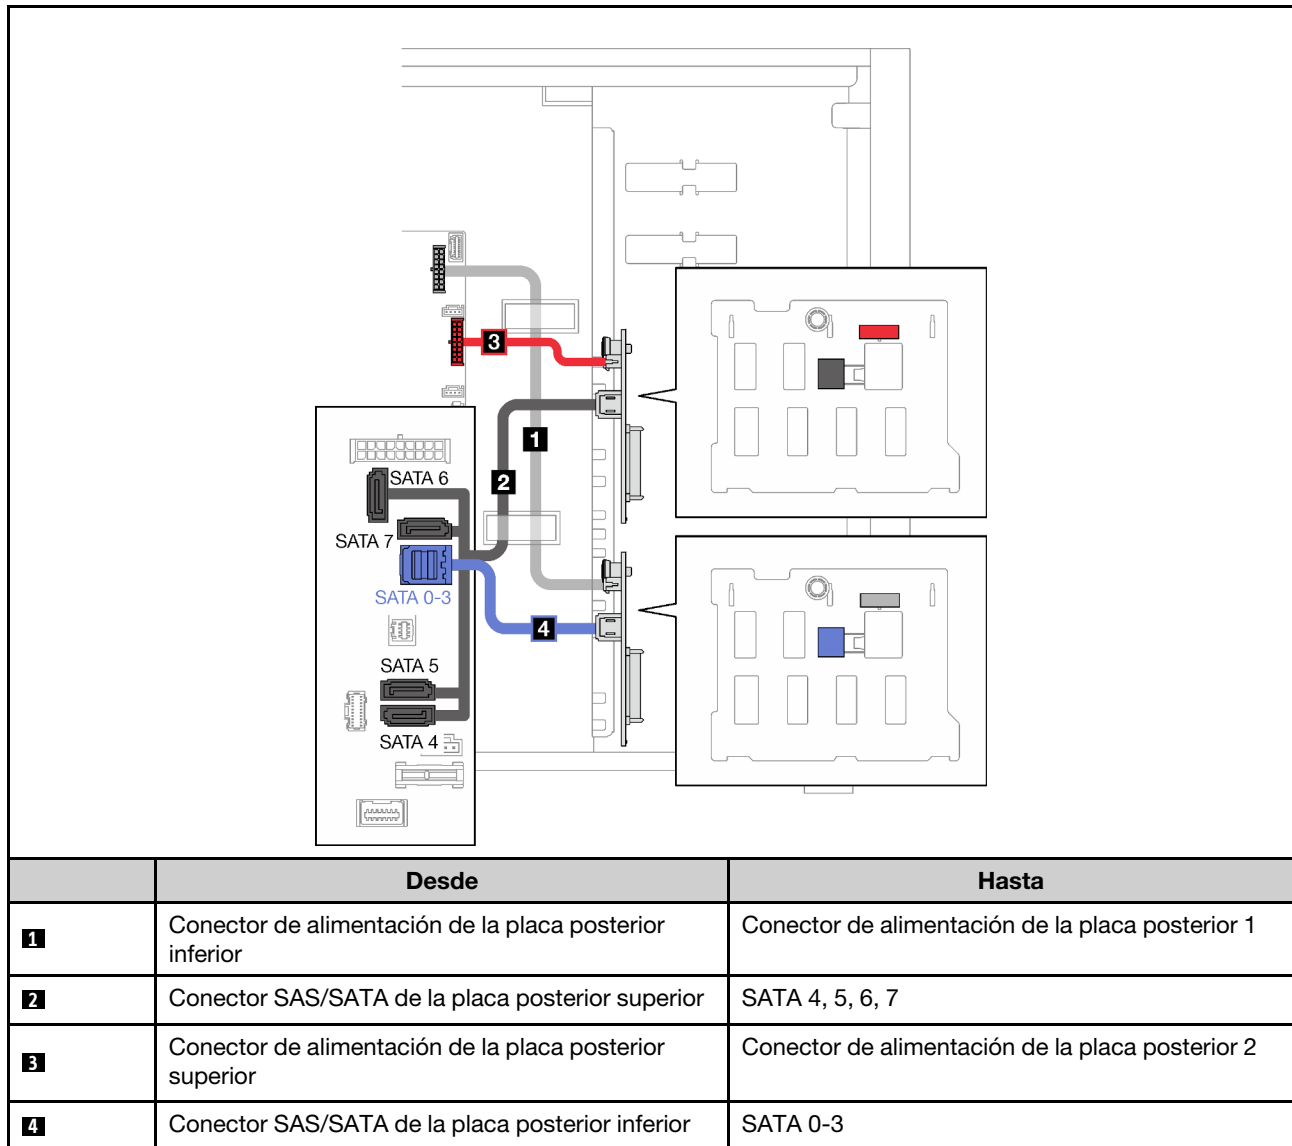 3
1
2
SATA 6
SATA 7
SATA 0-3
4
SATA 5
SATA 4
Desde
Hasta
1
Conector de alimentación de la placa posterior
inferior
Conector de alimentación de la placa posterior 1
2
Conector SAS/SATA de la placa posterior superior
SATA 4, 5, 6, 7
3
Conector de alimentación de la placa posterior
superior
Conector de alimentación de la placa posterior 2
4
Conector SAS/SATA de la placa posterior inferior
SATA 0-3